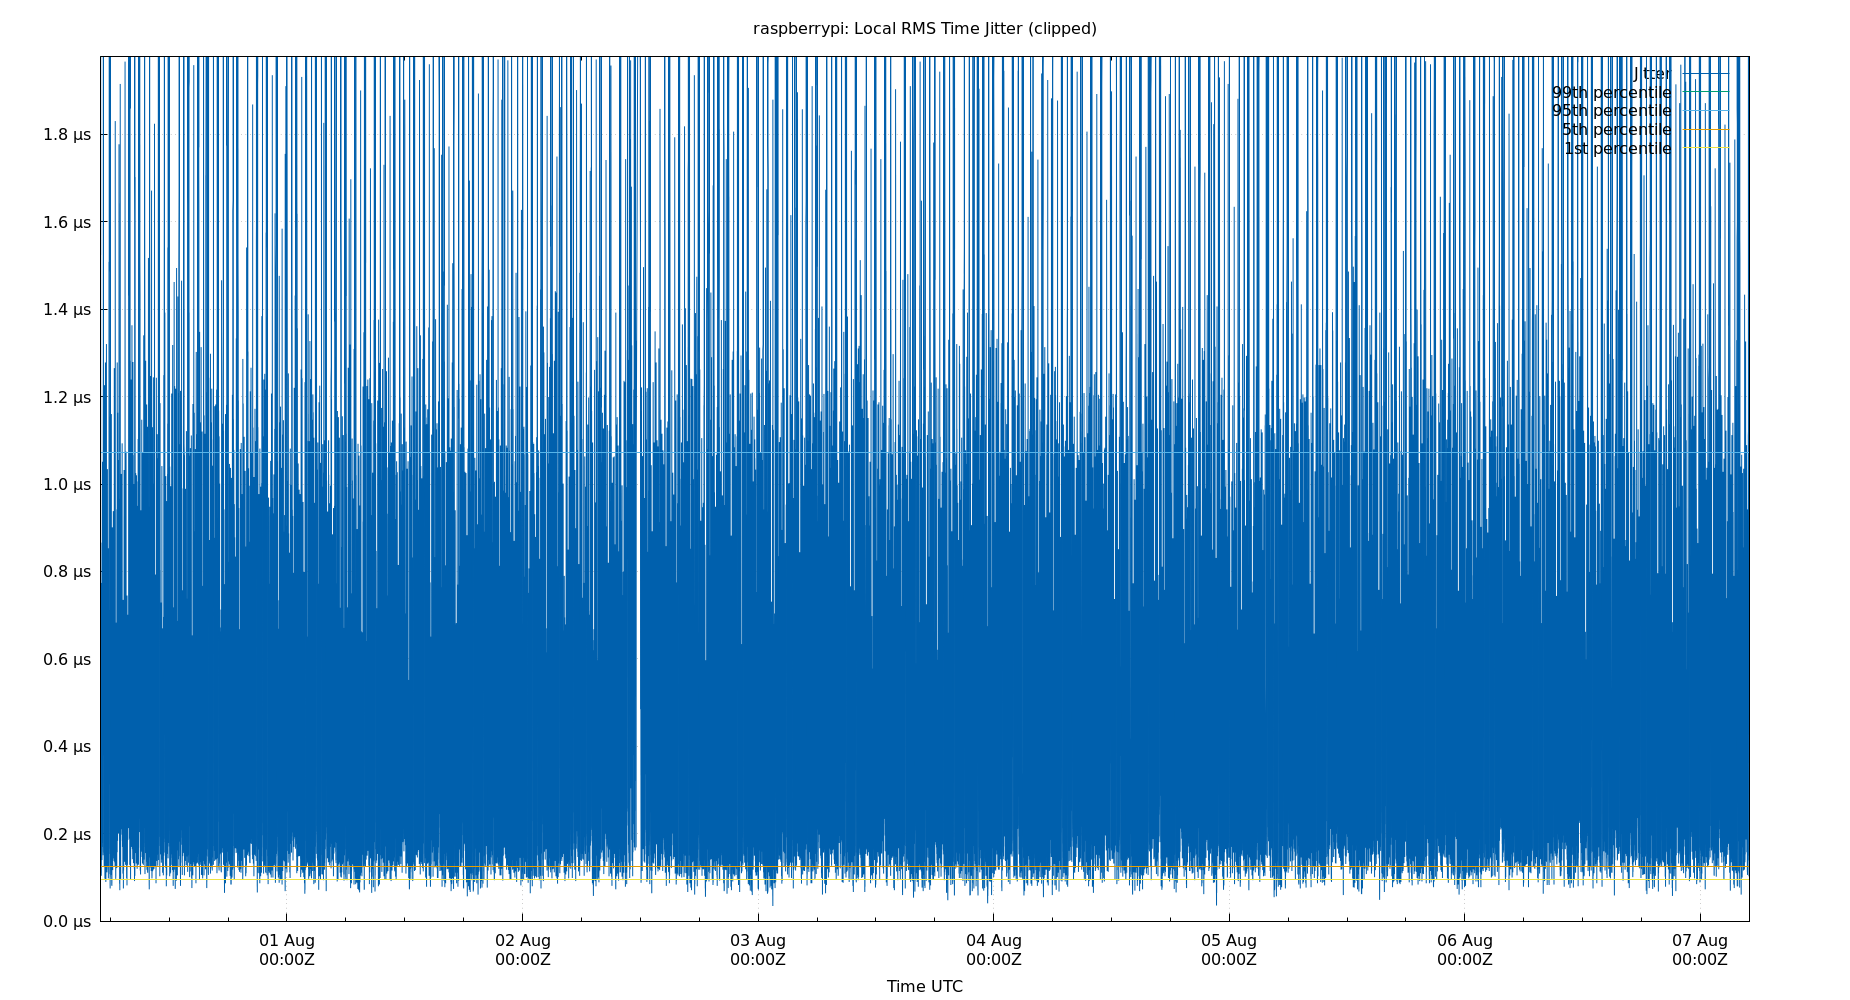 raspberrypi: Local RMS Time Jitter (clipped)
Jitter
99th percentile
95th percentile
5th percentile
1st percentile
1.8 µs
1.6 µs
1.4 µs
1.2 µs
1.0 µs
0.8 µs
0.6 µs
0.4 µs
0.2 µs
0.0 µs
01 Aug 02 Aug 03 Aug 04 Aug 05 Aug 06 Aug 07 Aug
00:00Z 00:00Z 00:00Z 00:00Z 00:00Z 00:00Z 00:00Z
Time UTC